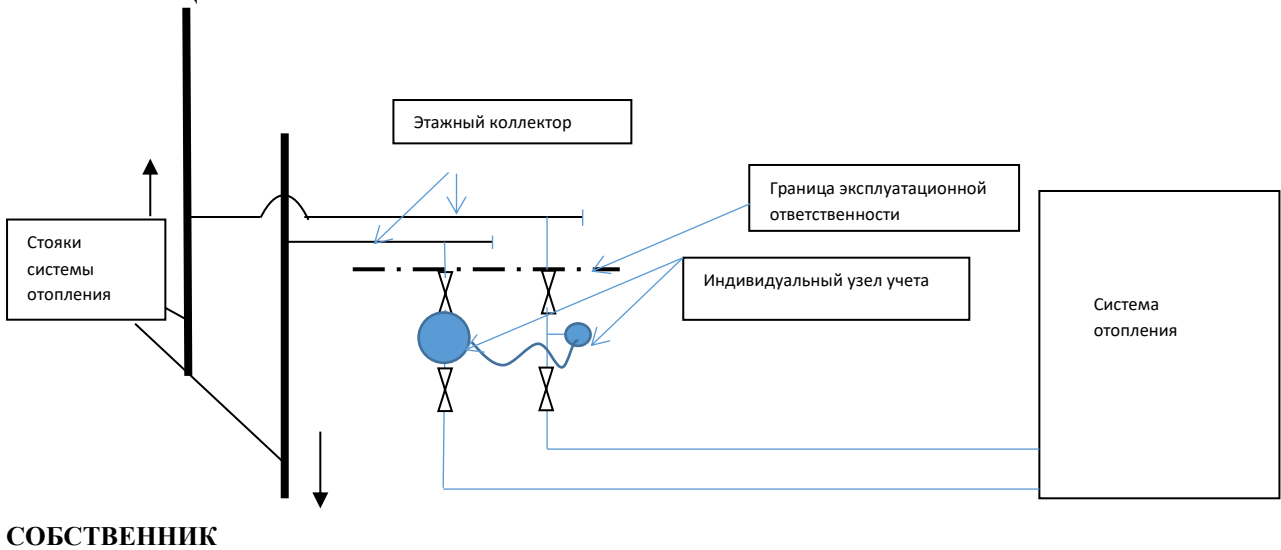 Этажный коллектор
Граница эксплуатационной
ответственности
Стояки
системы
отопления
Индивидуальный узел учета
Система
отопления
СОБСТВЕННИК